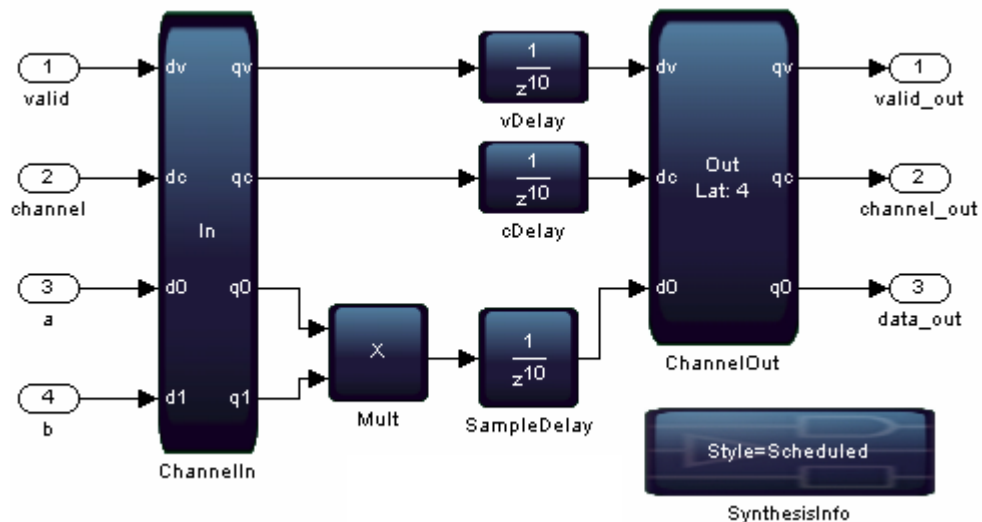 1
valid
2
channel
3
a
4
b
dv
dc
d0
d1
In
qv
qc
q0
q1
ChannelIn
X
Mult
1
z10
vDelay
1
z10
cDelay
1
z10
SampleDelay
dv
dc
d0
Out
Lat: 4
qv
qc
q0
ChannelOut
1
valid_out
2
channel_out
3
data_out
Style=Scheduled
SynthesisInfo